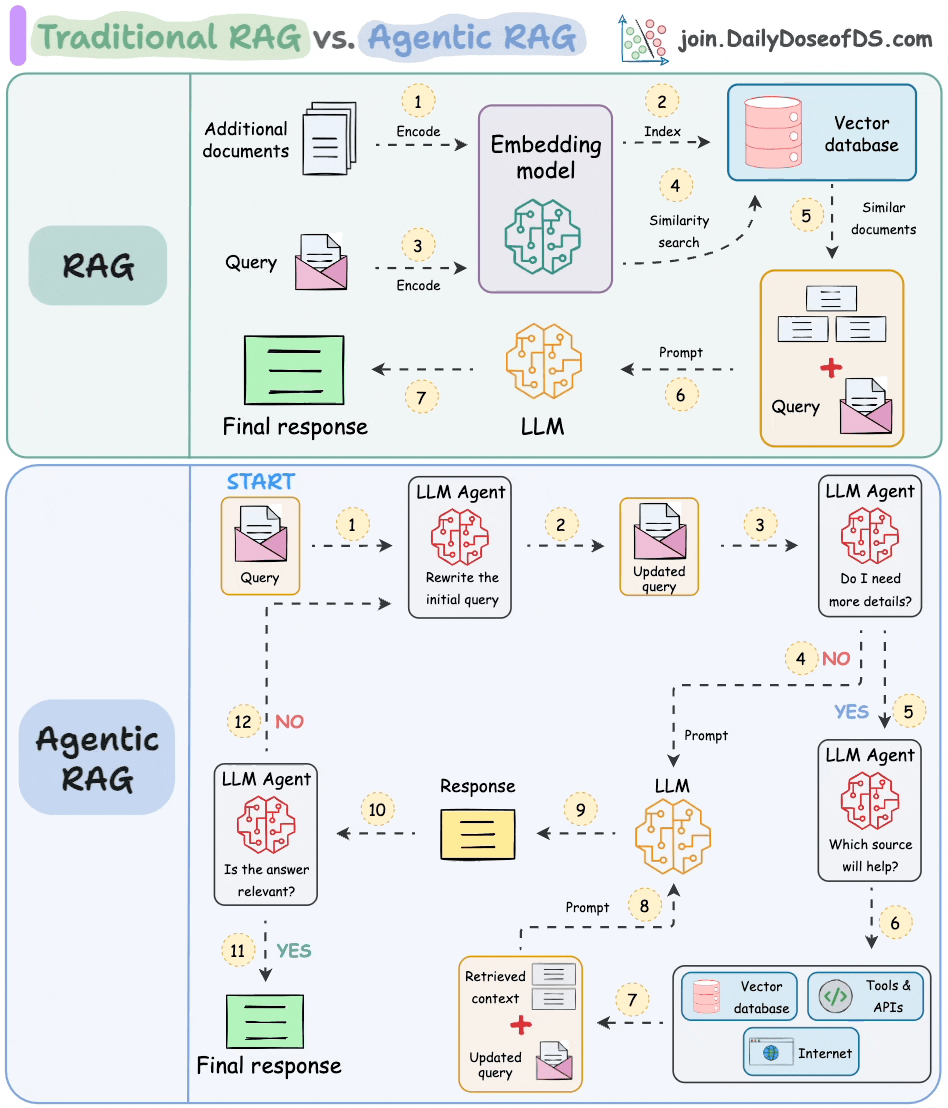 Traditional RAG vs. Agentic RAG
join.DailyDoseofDS.com
RAG
Additional
documents
1
Encode
Embedding
model
2
Index
Vector
database
Query
3
Encode
4
Similarity
search
5
Similar
documents
Query
6
Prompt
LLM
7
Final response
Agentic
RAG
START
Query
1
LLM Agent
Rewrite the
initial query
2
Updated
query
3
LLM Agent
Do I need
more details?
4 NO
Prompt
YES 5
LLM Agent
Which source
will help?
6
Vector
database
Tools &
APIs
Internet
7
Retrieved
context
Updated
query
Prompt
8
LLM
9
Response
10
LLM Agent
Is the answer
relevant?
11 YES
Final response
12 NO